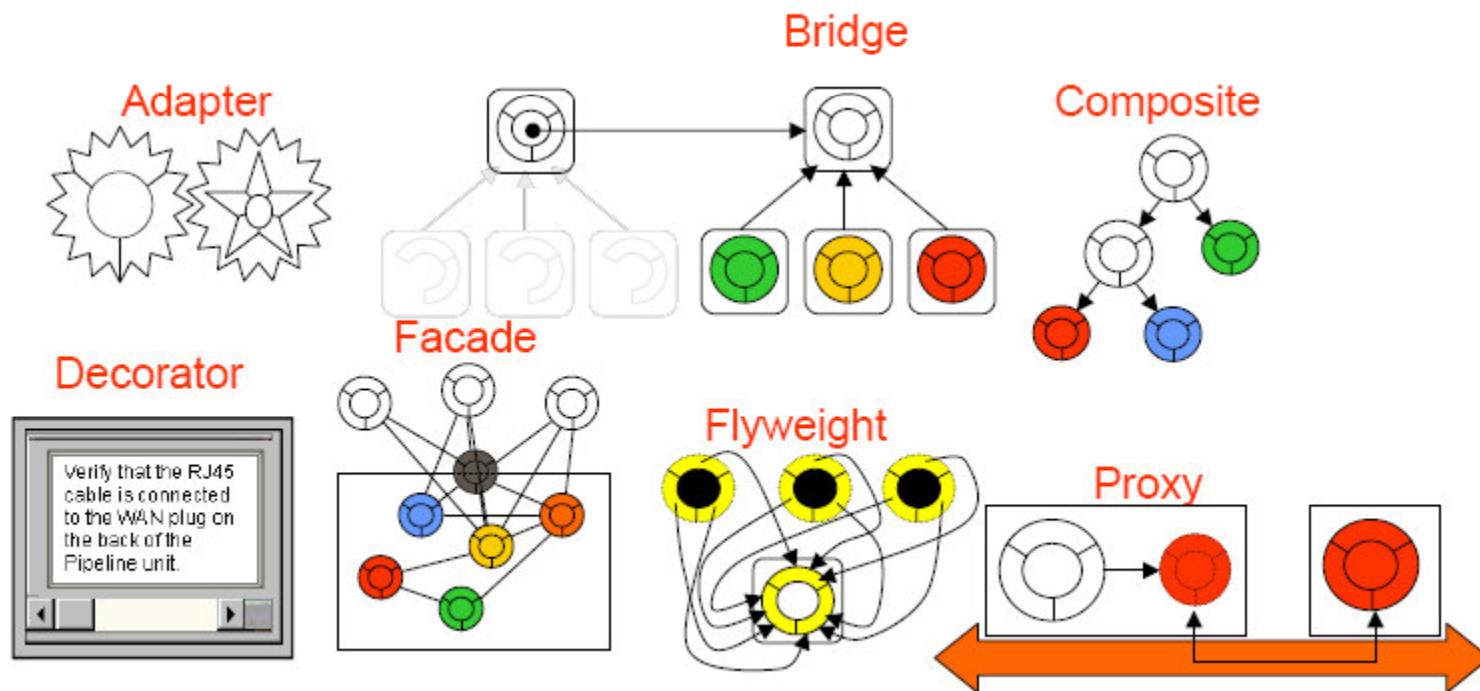 Bridge
Adapter
Composite
Facade
Decorator
Flyweight
Verify that the RJ45
cable is connected
to the WAN plug on
the back of the
Pipeline unit.
Proxy